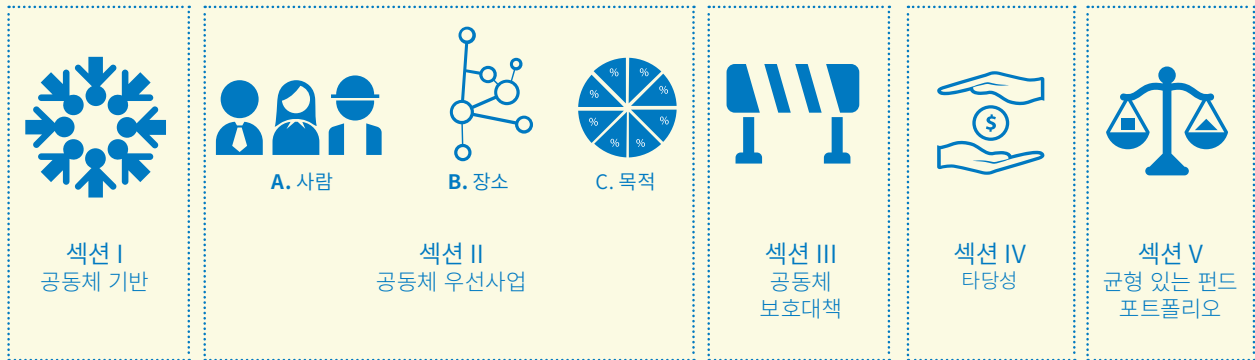 섹션 I
공동체 기반
%
%
%
%
%
%
%
%
A. 사람
B. 장소
C. 목적
섹션 II
공동체 우선사업
섹션 III
공동체
보호대책
$
섹션 IV
타당성
섹션 V
균형 있는 펀드
포트폴리오